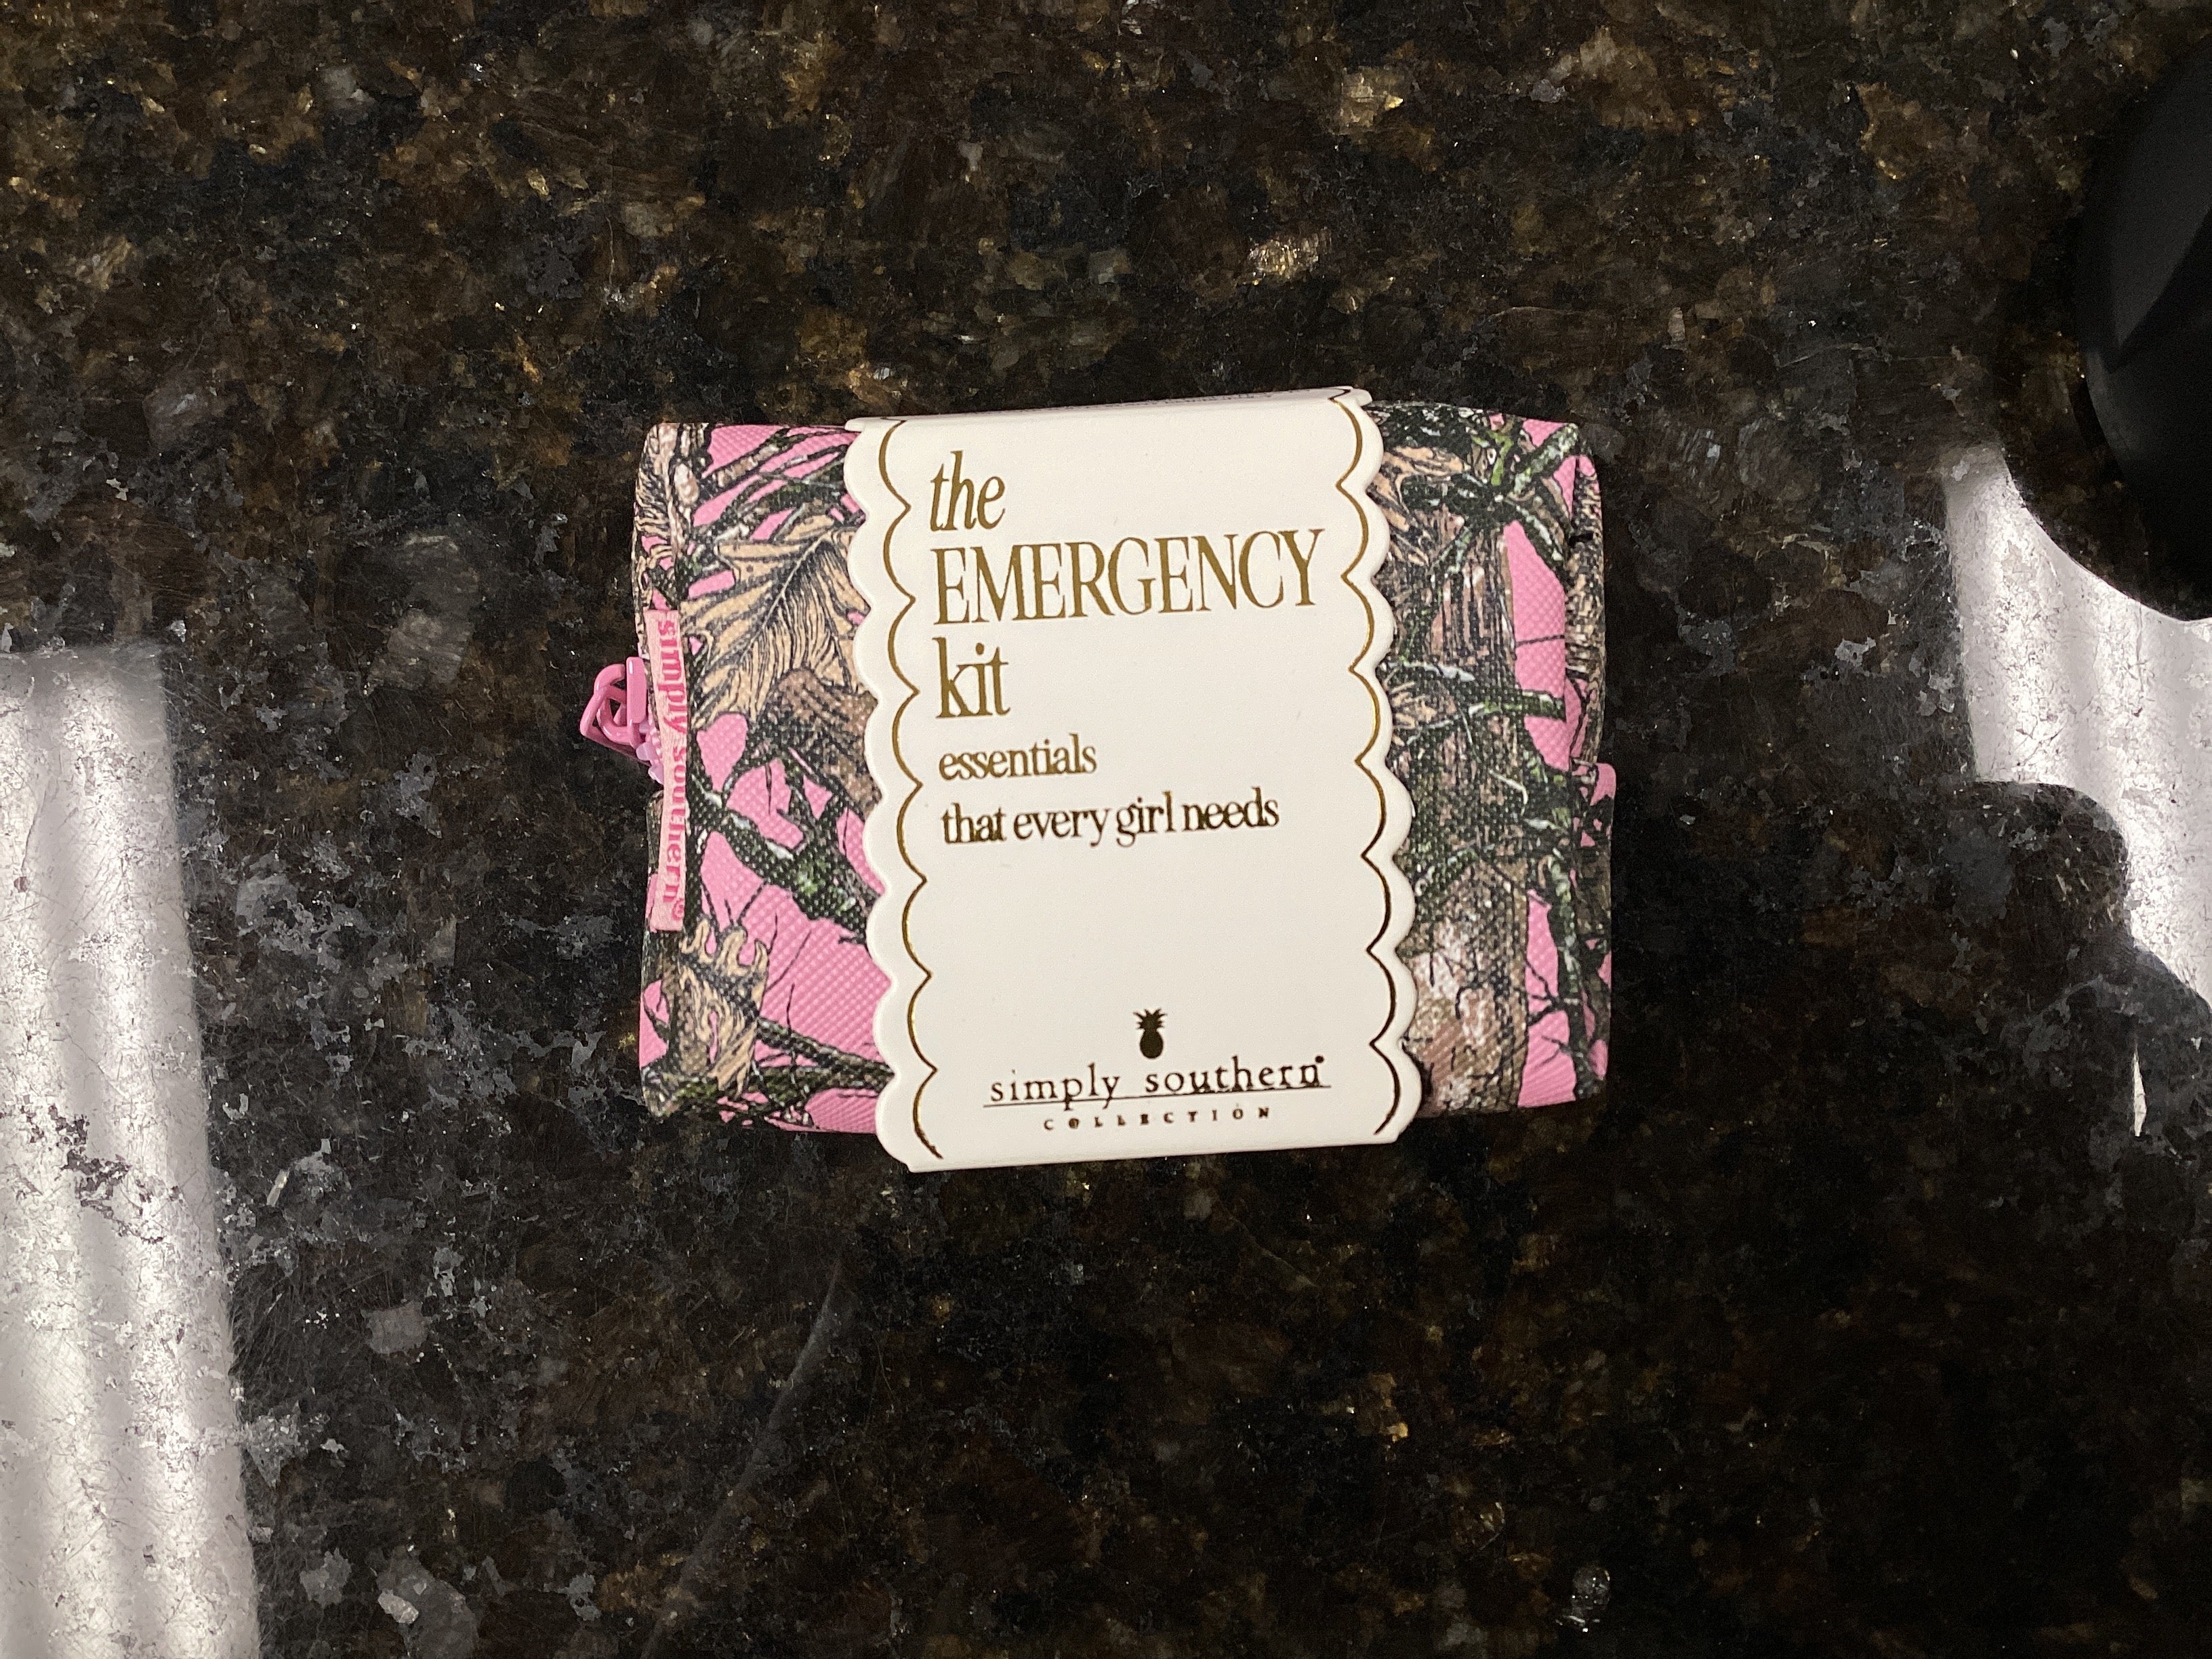 the
EMERGENCY
kit
essentials
that every girl needs
simply southern®
COLLECTION
simply southern®